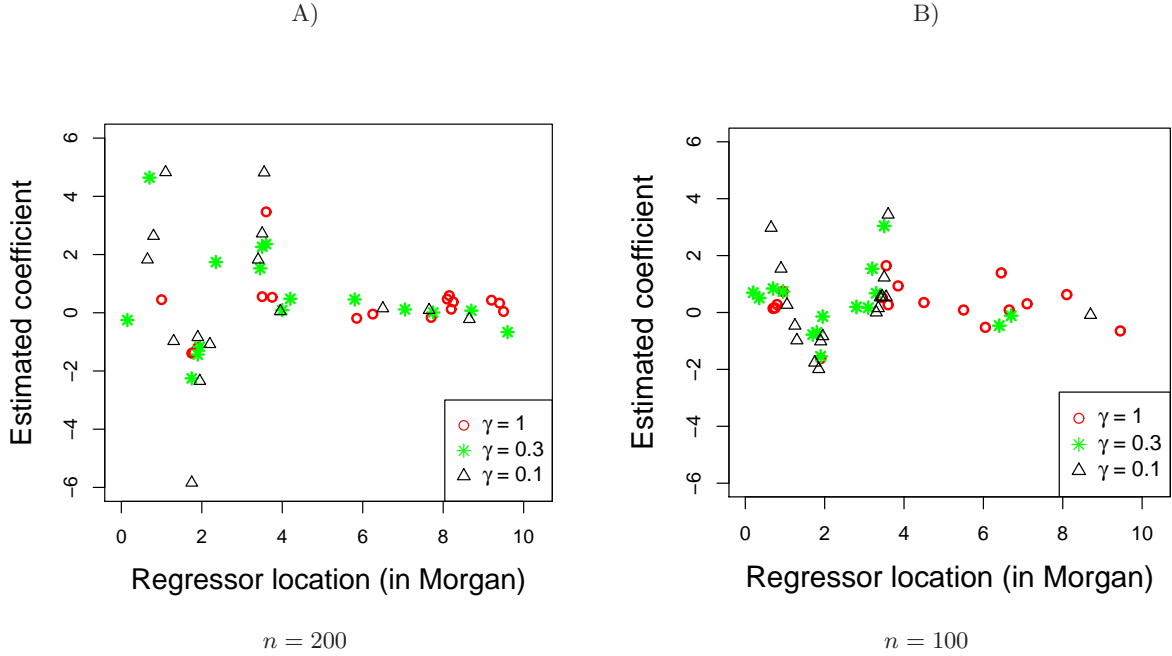 A)
B)
Estimated coefficient
6
4
2
0
−2
−4
−6
0 2 4 6 8 10
γ = 1
γ = 0.3
γ = 0.1
Regressor location (in Morgan)
n = 200
Estimated coefficient
6
4
2
0
−2
−4
−6
0 2 4 6 8 10
γ = 1
γ = 0.3
γ = 0.1
Regressor location (in Morgan)
n = 100